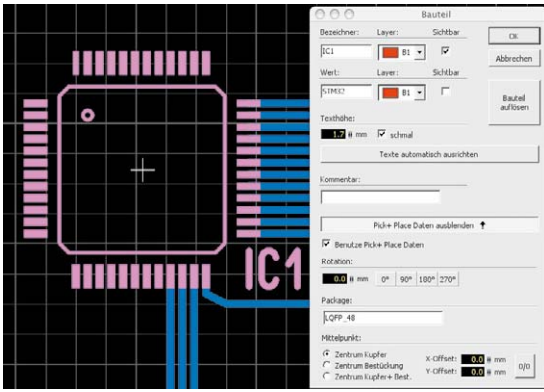 Bauteil
Bezeichner: Layer: Sichtbar
IC1 B1
OK
Abbrechen
Wert: Layer: Sichtbar
STM32 B1
Bauteil
auflösen
Texthöhe:
1.7 mm schmal
Texte automatisch ausrichten
Kommentar:
Pick+ Place Daten ausblenden
Benutze Pick+ Place Daten
Rotation:
0.0 mm 0° 90° 180° 270°
Package:
LQFP_48
Mittelpunkt:
Zentrum Kupfer
Zentrum Bestückung
Zentrum Kupfer+ Best.
X-Offset: 0.0 mm
Y-Offset: 0.0 mm
0/0
IC1